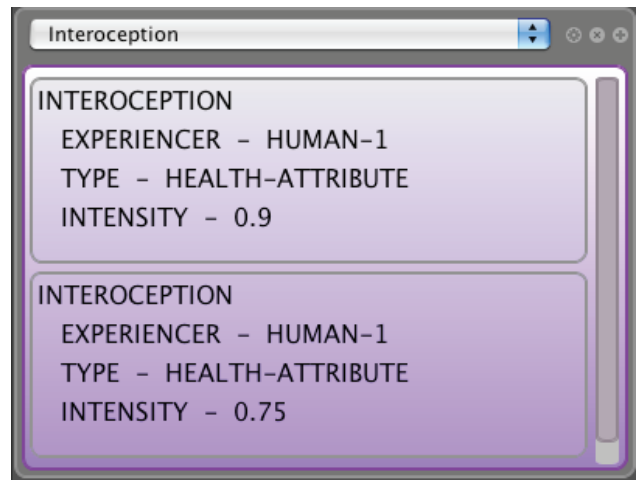 Interoception
INTEROCEPTION
EXPERIENCER - HUMAN-1
TYPE - HEALTH-ATTRIBUTE
INTENSITY - 0.9
INTEROCEPTION
EXPERIENCER - HUMAN-1
TYPE - HEALTH-ATTRIBUTE
INTENSITY - 0.75